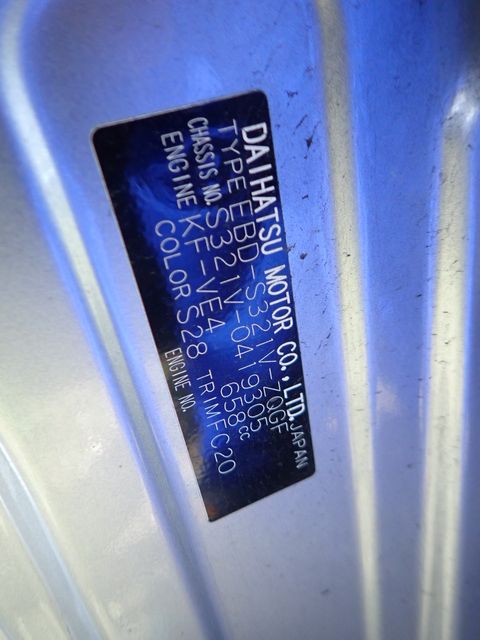 DAIHATSU MOTOR CO.,LTD. JAPAN
TYPE EBD-S321V-ZQGF
CHASSIS NO. S321V-0419305
ENGINE KF-VE4 658cc
COLOR S28 TRIM FC20
ENGINE NO.